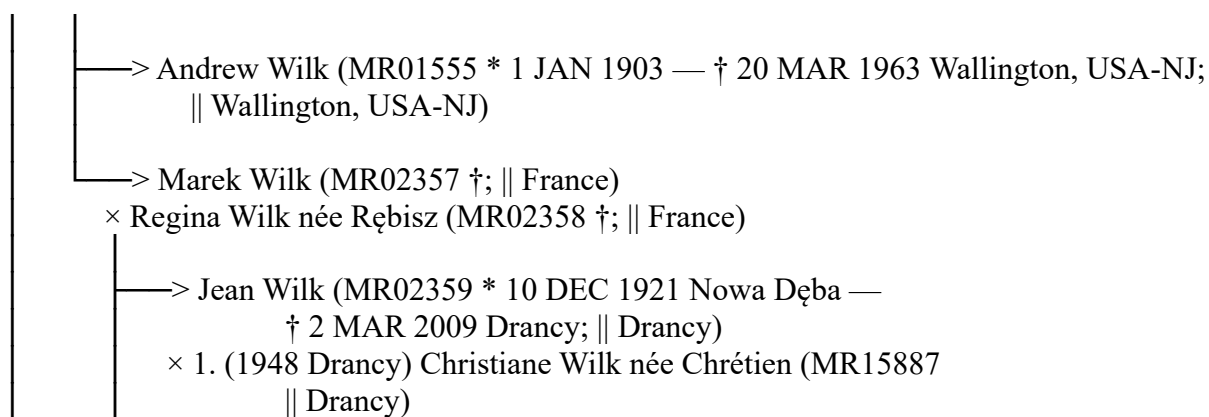 > Andrew Wilk (MR01555 * 1 JAN 1903 — † 20 MAR 1963 Wallington, USA-NJ;
|| Wallington, USA-NJ)
> Marek Wilk (MR02357 †; || France)
× Regina Wilk née Rębisz (MR02358 †; || France)
> Jean Wilk (MR02359 * 10 DEC 1921 Nowa Dęba —
† 2 MAR 2009 Drancy; || Drancy)
× 1. (1948 Drancy) Christiane Wilk née Chrétien (MR15887
|| Drancy)